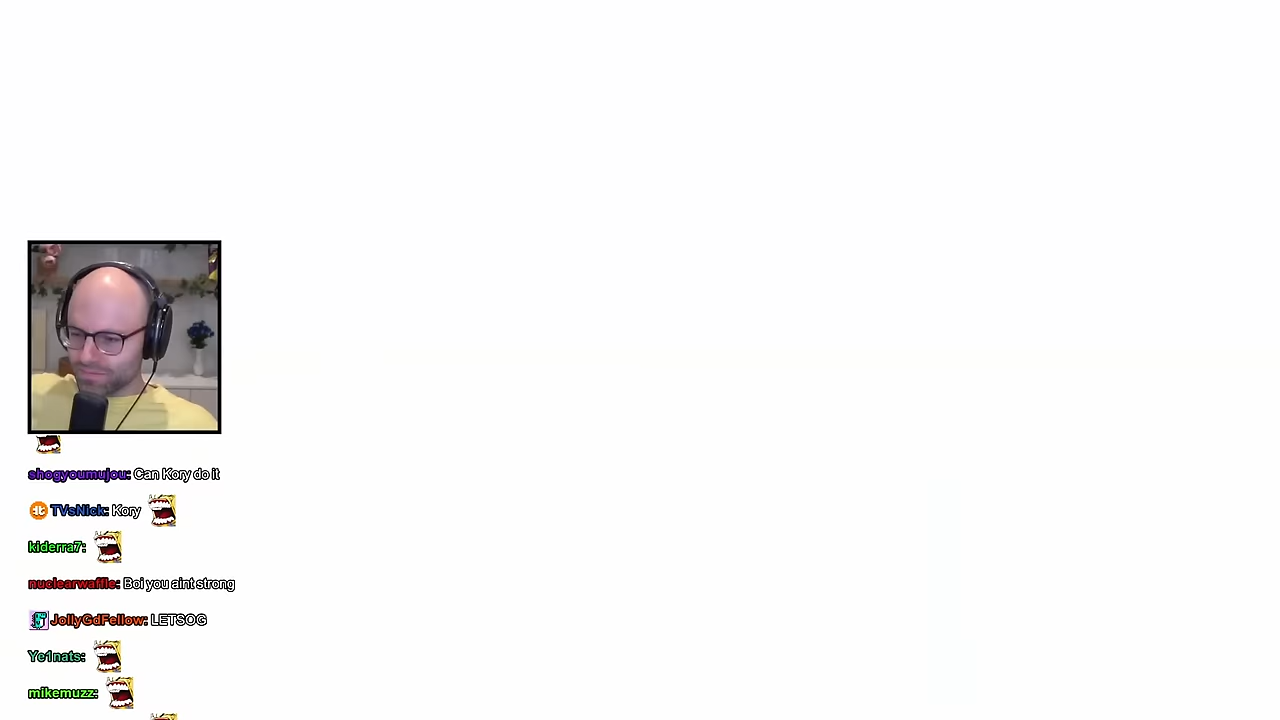 shogyoumujou: Can Kory do it
TVsNick: Kory
kiderra7:
nuclearwaffle: Boi you aint strong
JollyGdFellow: LETSOG
Ye1nats:
mikemuzz: